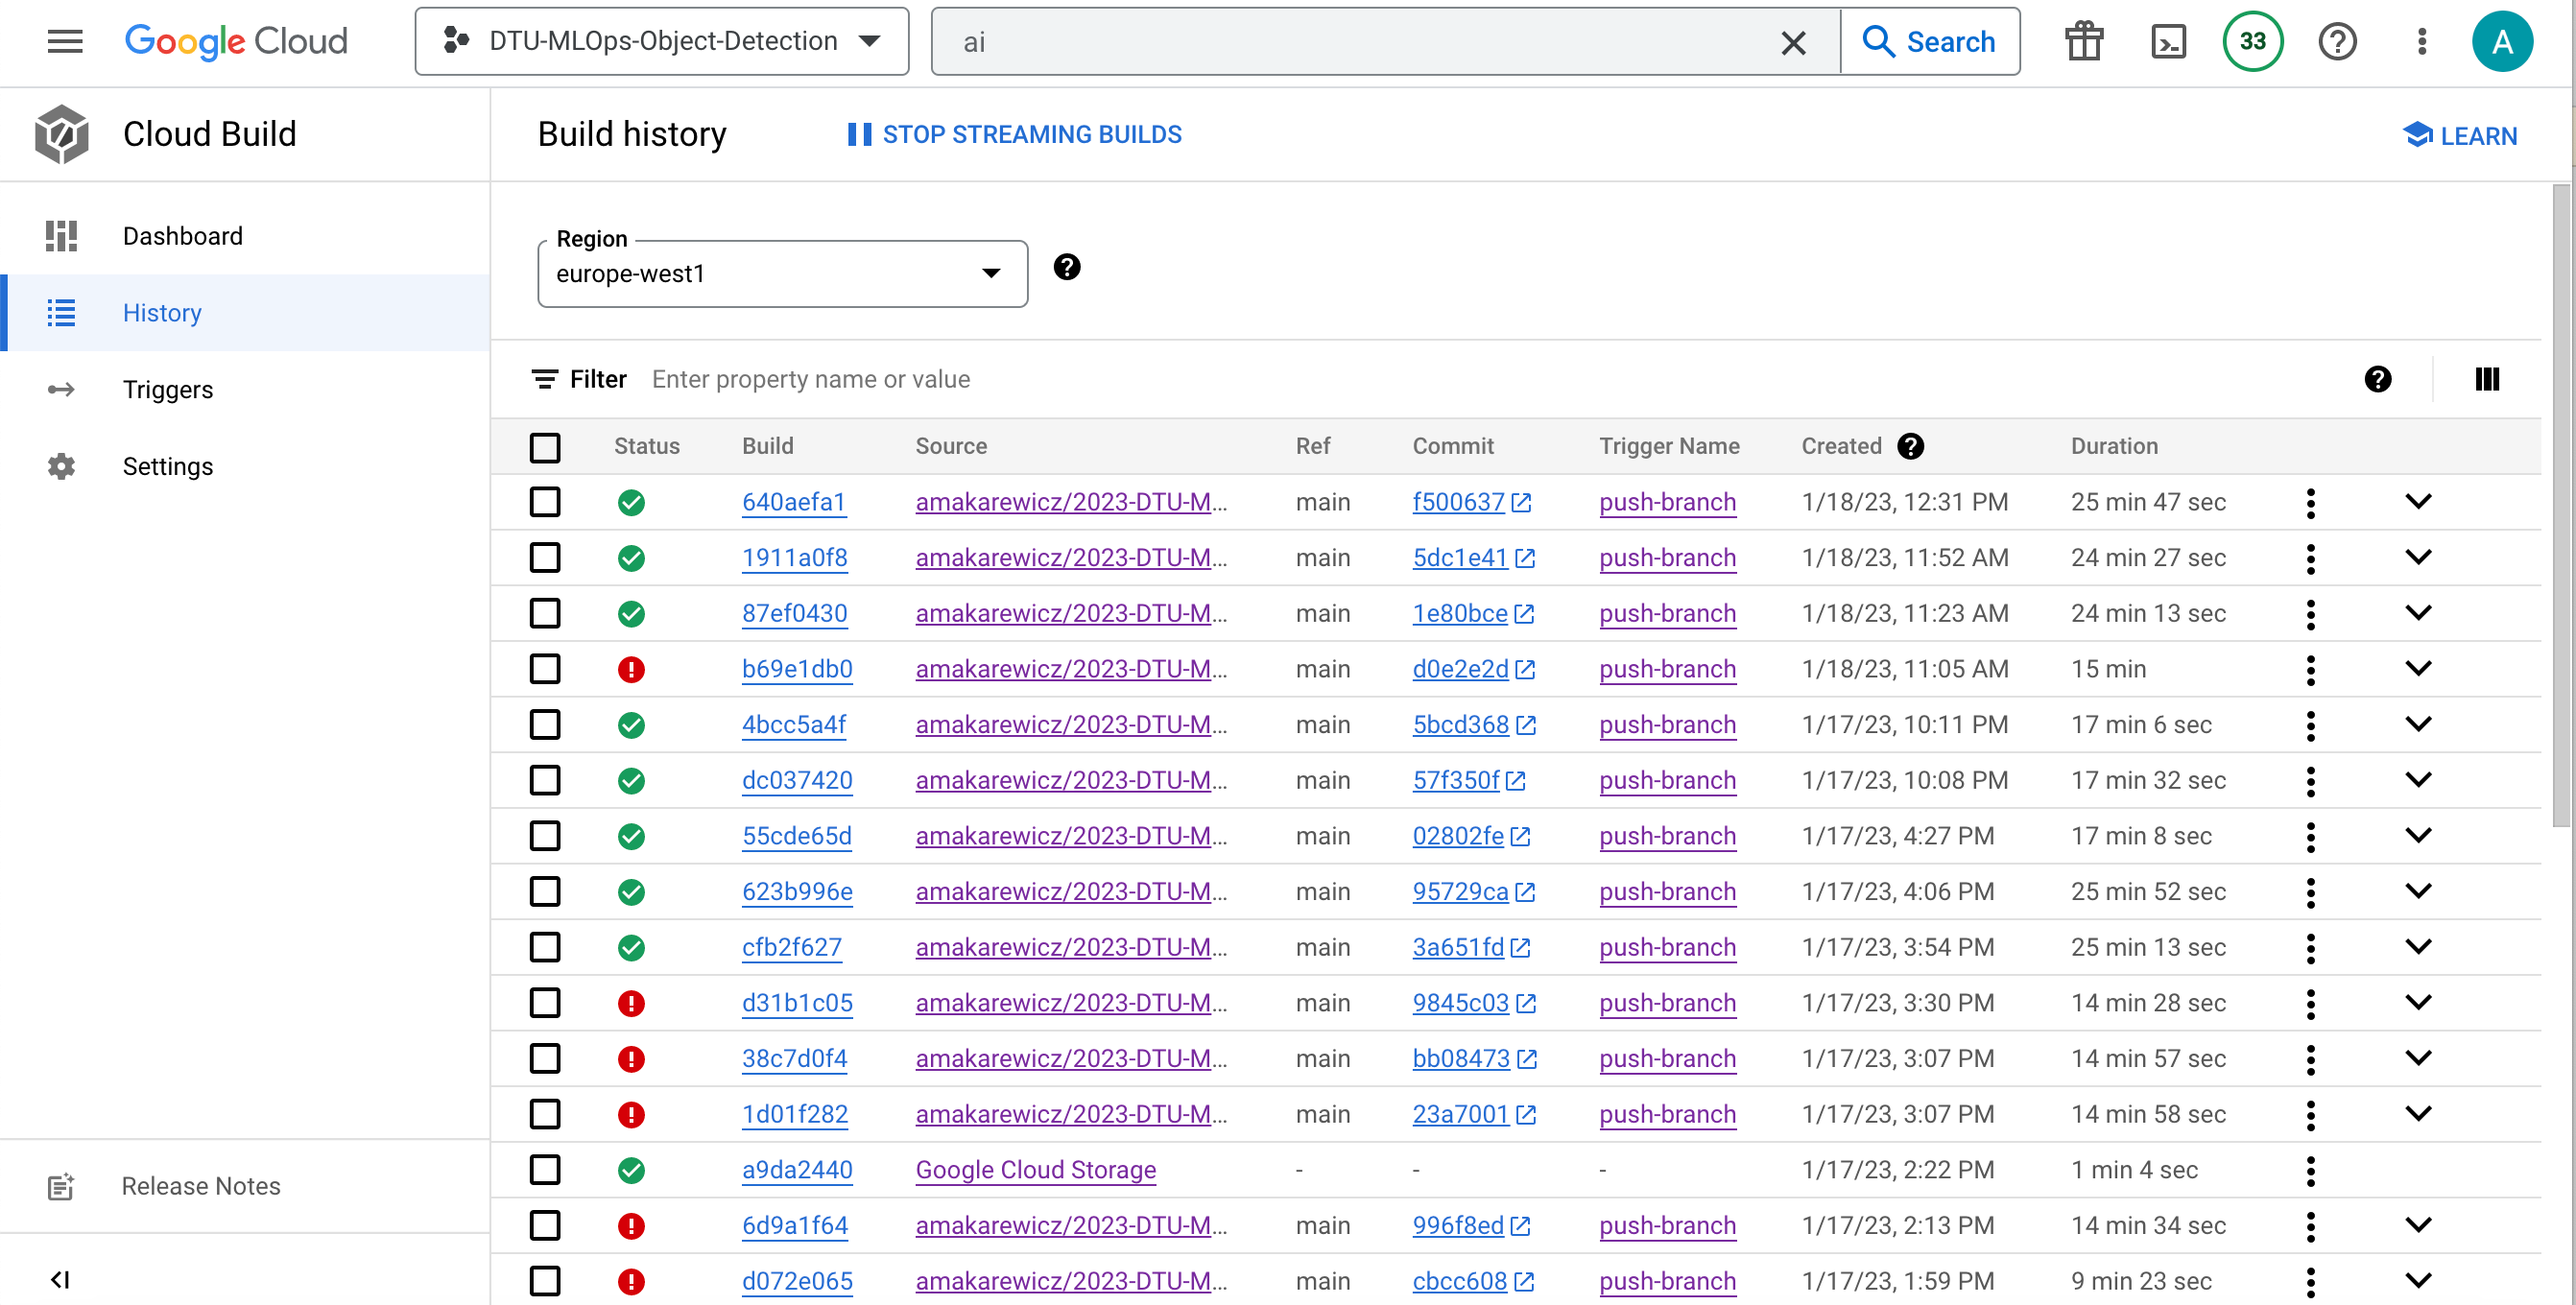 Google Cloud
DTU-MLOps-Object-Detection
ai
Search
33
A
Cloud Build
Build history
STOP STREAMING BUILDS
LEARN
Dashboard
History
Triggers
Settings
Release Notes
Region
europe-west1
Filter Enter property name or value
Status Build Source Ref Commit Trigger Name Created Duration
640aefa1 amakarewicz/2023-DTU-M... main f500637 push-branch 1/18/23, 12:31 PM 25 min 47 sec
1911a0f8 amakarewicz/2023-DTU-M... main 5dc1e41 push-branch 1/18/23, 11:52 AM 24 min 27 sec
87ef0430 amakarewicz/2023-DTU-M... main 1e80bce push-branch 1/18/23, 11:23 AM 24 min 13 sec
b69e1db0 amakarewicz/2023-DTU-M... main d0e2e2d push-branch 1/18/23, 11:05 AM 15 min
4bcc5a4f amakarewicz/2023-DTU-M... main 5bcd368 push-branch 1/17/23, 10:11 PM 17 min 6 sec
dc037420 amakarewicz/2023-DTU-M... main 57f350f push-branch 1/17/23, 10:08 PM 17 min 32 sec
55cde65d amakarewicz/2023-DTU-M... main 02802fe push-branch 1/17/23, 4:27 PM 17 min 8 sec
623b996e amakarewicz/2023-DTU-M... main 95729ca push-branch 1/17/23, 4:06 PM 25 min 52 sec
cfb2f627 amakarewicz/2023-DTU-M... main 3a651fd push-branch 1/17/23, 3:54 PM 25 min 13 sec
d31b1c05 amakarewicz/2023-DTU-M... main 9845c03 push-branch 1/17/23, 3:30 PM 14 min 28 sec
38c7d0f4 amakarewicz/2023-DTU-M... main bb08473 push-branch 1/17/23, 3:07 PM 14 min 57 sec
1d01f282 amakarewicz/2023-DTU-M... main 23a7001 push-branch 1/17/23, 3:07 PM 14 min 58 sec
a9da2440 Google Cloud Storage - - - 1/17/23, 2:22 PM 1 min 4 sec
6d9a1f64 amakarewicz/2023-DTU-M... main 996f8ed push-branch 1/17/23, 2:13 PM 14 min 34 sec
d072e065 amakarewicz/2023-DTU-M... main cbcc608 push-branch 1/17/23, 1:59 PM 9 min 23 sec